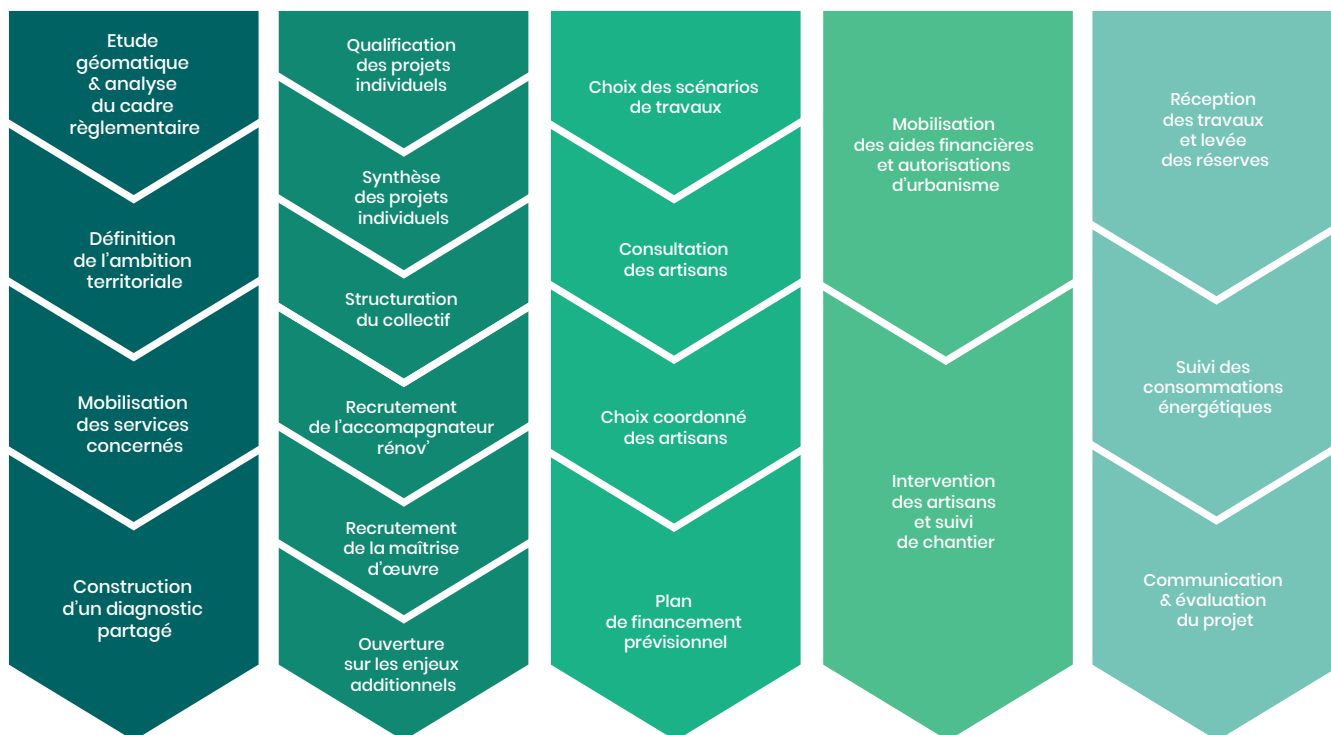 Etude
géomatique
& analyse
du cadre
règlementaire
Définition
de l'ambition
territoriale
Mobilisation
des services
concernés
Construction
d'un diagnostic
partagé
Qualification
des projets
individuels
Synthèse
des projets
individuels
Structuration
du collectif
Recrutement
de l'accomapgnateur
rénov'
Recrutement
de la maîtrise
d'œuvre
Ouverture
sur les enjeux
additionnels
Choix des scénarios
de travaux
Consultation
des artisans
Choix coordonné
des artisans
Plan
de financement
prévisionnel
Mobilisation
des aides financières
et autorisations
d'urbanisme
Intervention
des artisans
et suivi
de chantier
Réception
des travaux
et levée
des réserves
Suivi des
consommations
énergétiques
Communication
& évaluation
du projet